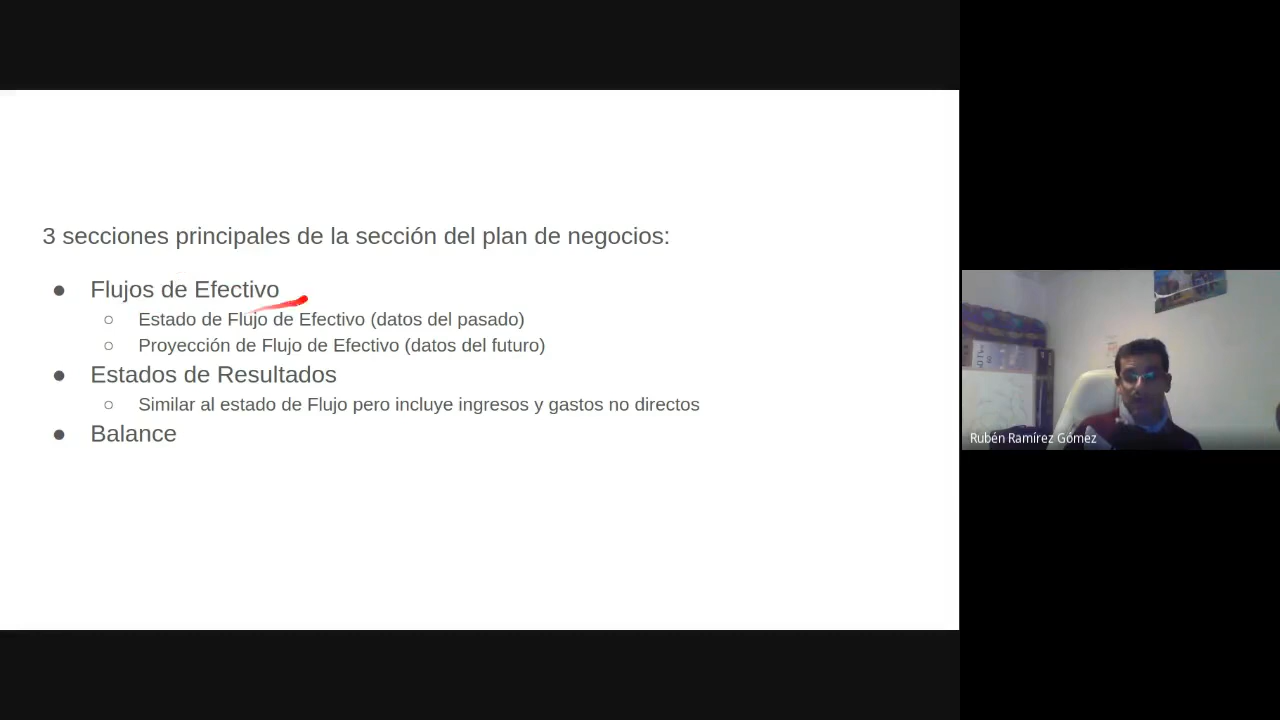 3 secciones principales de la sección del plan de negocios:
● Flujos de Efectivo
○ Estado de Flujo de Efectivo (datos del pasado)
○ Proyección de Flujo de Efectivo (datos del futuro)
● Estados de Resultados
○ Similar al estado de Flujo pero incluye ingresos y gastos no directos
● Balance
Rubén Ramírez Gómez